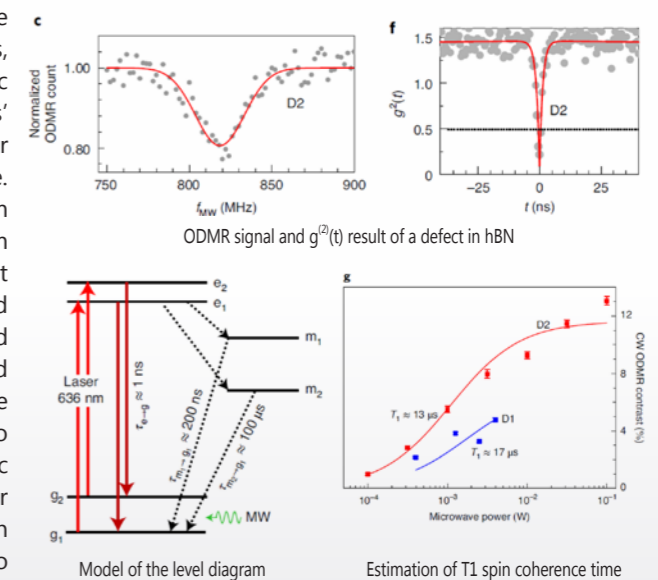 e
s,
c
s'
r
e.
n
n
t
d
d
d
e
o
c
r
n
o
c
Normalized
ODMR count
1.00
0.80
D2
750
800
850
900
fMW (MHz)
f
g²(t)
1.5
1.0
0.5
0
D2
−25
0
25
t (ns)
ODMR signal and g⁽²⁾(t) result of a defect in hBN
e₂
e₁
m₁
m₂
Laser
636 nm
τe→g ≈ 1 ns
τm₁→g₁ ≈ 200 ns
τm₂→g₁ ≈ 100 μs
g₂
MW
g₁
Model of the level diagram
g
D2
12
8
4
0
CW ODMR contrast (%)
T₁ ≈ 13 μs
D1
T₁ ≈ 17 μs
10⁻⁴
10⁻³
10⁻²
10⁻¹
Microwave power (W)
Estimation of T1 spin coherence time